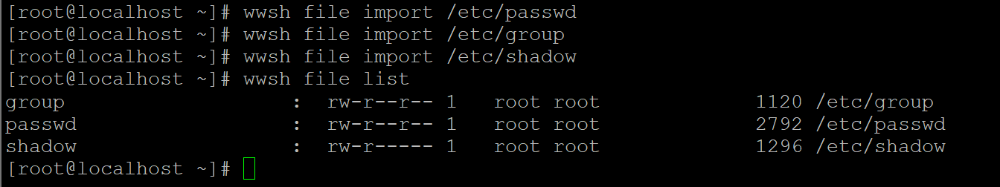 [root@localhost ~]# wwsh file import /etc/passwd
[root@localhost ~]# wwsh file import /etc/group
[root@localhost ~]# wwsh file import /etc/shadow
[root@localhost ~]# wwsh file list
group                   :  rw-r--r-- 1   root root             1120 /etc/group
passwd                  :  rw-r--r-- 1   root root             2792 /etc/passwd
shadow                  :  rw-r----- 1   root root             1296 /etc/shadow
[root@localhost ~]#